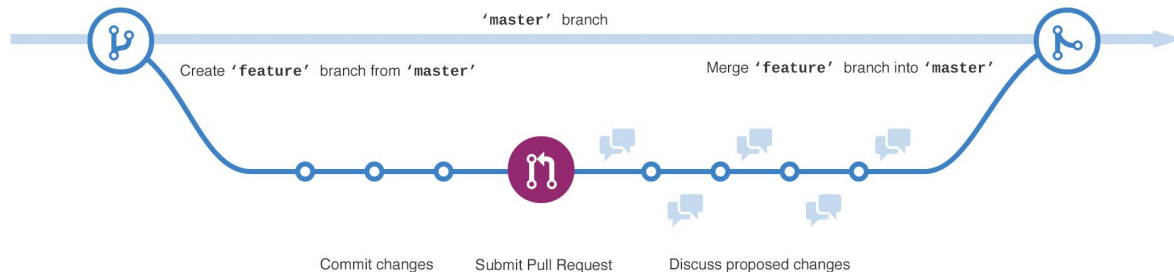 'master' branch
Create 'feature' branch from 'master'
Merge 'feature' branch into 'master'
Commit changes
Submit Pull Request
Discuss proposed changes